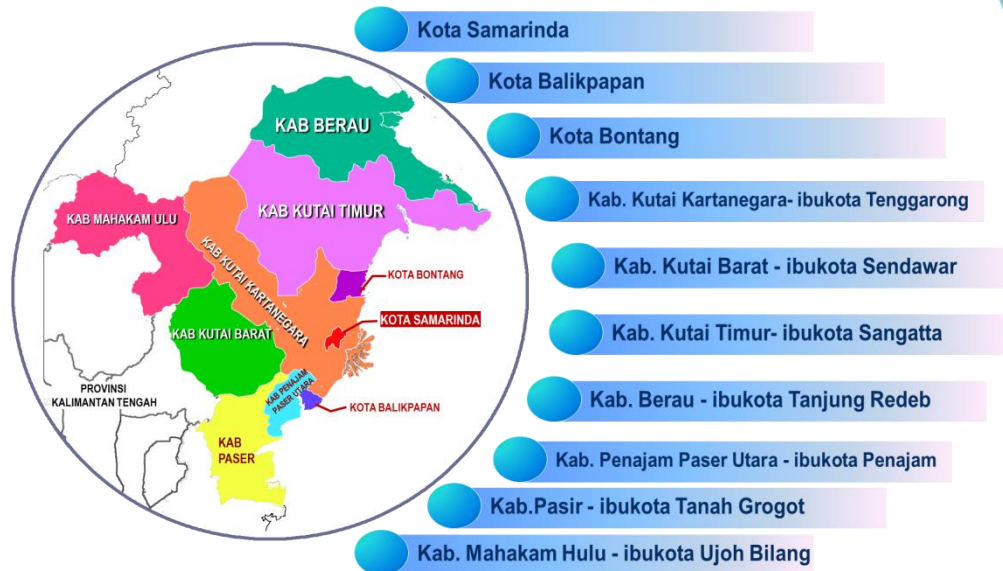 Kota Samarinda
Kota Balikpapan
Kota Bontang
Kab. Kutai Kartanegara- ibukota Tenggarong
Kab. Kutai Barat - ibukota Sendawar
Kab. Kutai Timur- ibukota Sangatta
Kab. Berau - ibukota Tanjung Redeb
Kab. Penajam Paser Utara - ibukota Penajam
Kab.Pasir - ibukota Tanah Grogot
Kab. Mahakam Hulu - ibukota Ujoh Bilang
KAB BERAU
KAB MAHAKAM ULU
KAB KUTAI TIMUR
KAB KUTAI KARTANEGARA
KOTA BONTANG
KOTA SAMARINDA
KAB KUTAI BARAT
PROVINSI
KALIMANTAN TENGAH
KAB PENAJAM
PASER UTARA
KOTA BALIKPAPAN
KAB
PASER